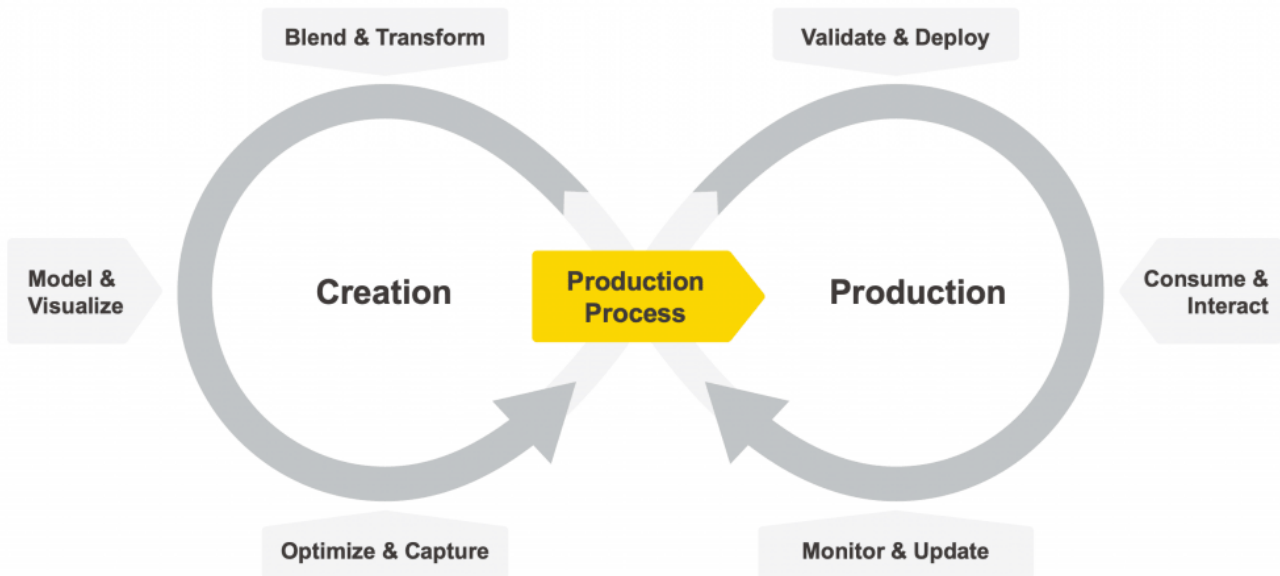 Blend & Transform
Validate & Deploy
Model &
Visualize
Creation
Production
Process
Production
Consume &
Interact
Optimize & Capture
Monitor & Update